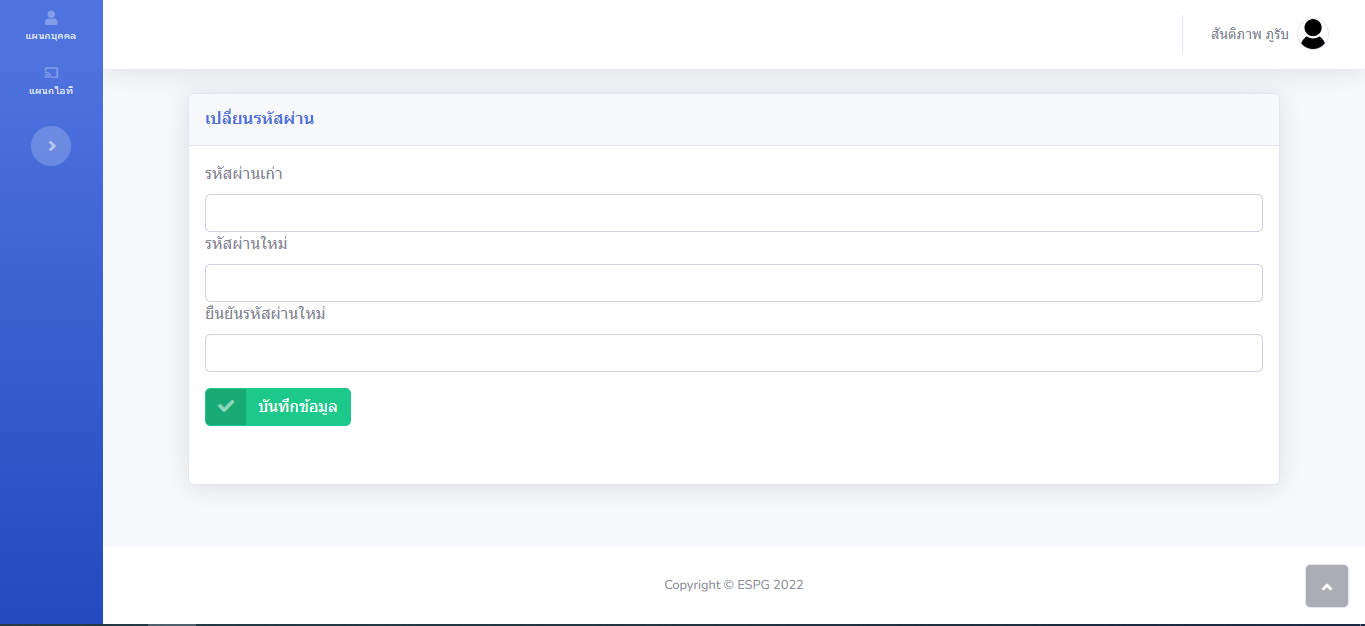 แผนกบุคคล
แผนกไอที
สันติภาพ ภูรับ
เปลี่ยนรหัสผ่าน
รหัสผ่านเก่า
รหัสผ่านใหม่
ยืนยันรหัสผ่านใหม่
บันทึกข้อมูล
Copyright © ESPG 2022